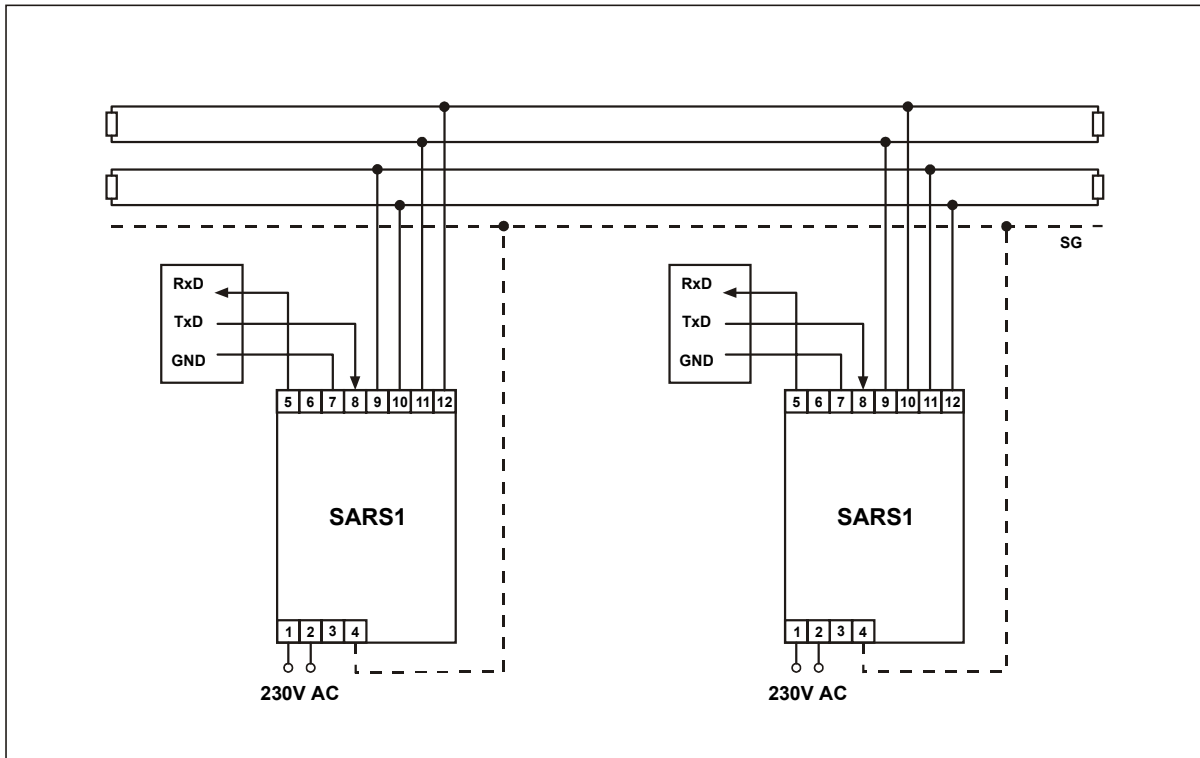 SG
RxD
TxD
GND
5 6 7 8 9 10 11 12
SARS1
1 2 3 4
230V AC
RxD
TxD
GND
5 6 7 8 9 10 11 12
SARS1
1 2 3 4
230V AC